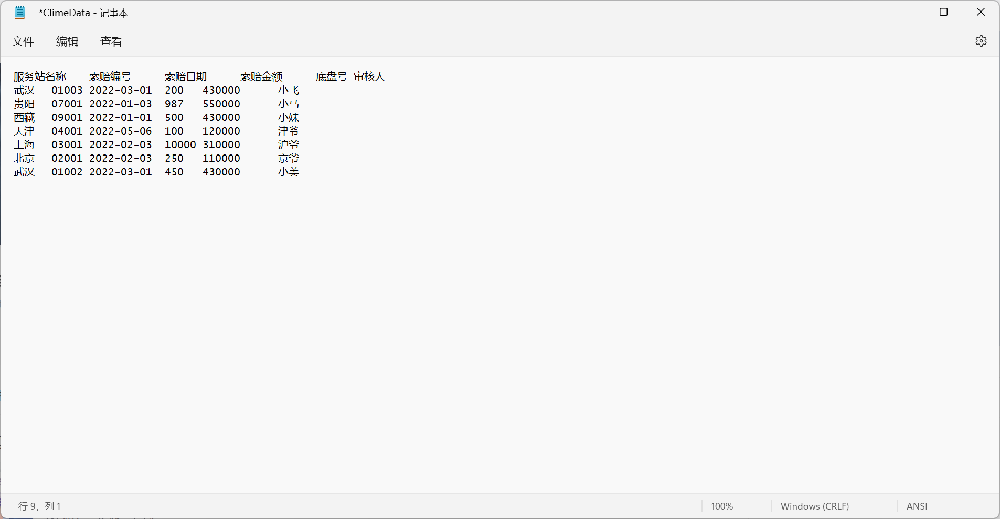 *ClimeData - 记事本
文件 编辑 查看
服务站名称 索赔编号 索赔日期 索赔金额 底盘号 审核人
武汉 01003 2022-03-01 200 430000 小飞
贵阳 07001 2022-01-03 987 550000 小马
西藏 09001 2022-01-01 500 430000 小妹
天津 04001 2022-05-06 100 120000 津爷
上海 03001 2022-02-03 10000 310000 沪爷
北京 02001 2022-02-03 250 110000 京爷
武汉 01002 2022-03-01 450 430000 小美
行 9, 列 1 100% Windows (CRLF) ANSI